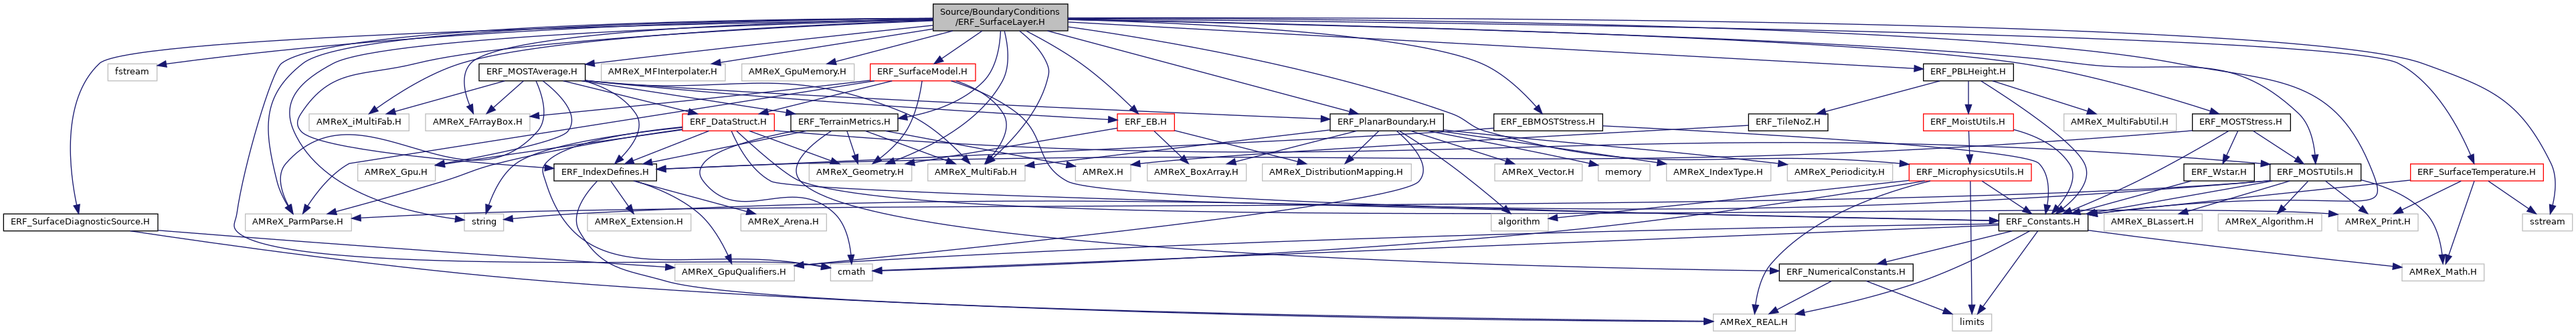 Source/BoundaryConditions
/ERF_SurfaceLayer.H
fstream
ERF_MOSTAverage.H
AMReX_MFInterpolater.H
AMReX_GpuMemory.H
ERF_SurfaceModel.H
ERF_PBLHeight.H
AMReX_iMultiFab.H
AMReX_FArrayBox.H
ERF_DataStruct.H
ERF_TerrainMetrics.H
ERF_EB.H
ERF_PlanarBoundary.H
ERF_EBMOSTStress.H
ERF_TileNoZ.H
ERF_MoistUtils.H
AMReX_MultiFabUtil.H
ERF_MOSTStress.H
AMReX_Gpu.H
ERF_IndexDefines.H
AMReX_Geometry.H
AMReX_MultiFab.H
AMReX.H
AMReX_BoxArray.H
AMReX_DistributionMapping.H
AMReX_Vector.H
memory
AMReX_IndexType.H
AMReX_Periodicity.H
ERF_MicrophysicsUtils.H
ERF_Wstar.H
ERF_MOSTUtils.H
ERF_SurfaceTemperature.H
ERF_SurfaceDiagnosticSource.H
AMReX_ParmParse.H
string
AMReX_Extension.H
AMReX_Arena.H
algorithm
ERF_Constants.H
AMReX_BLassert.H
AMReX_Algorithm.H
AMReX_Print.H
sstream
AMReX_GpuQualifiers.H
cmath
ERF_NumericalConstants.H
AMReX_Math.H
AMReX_REAL.H
limits